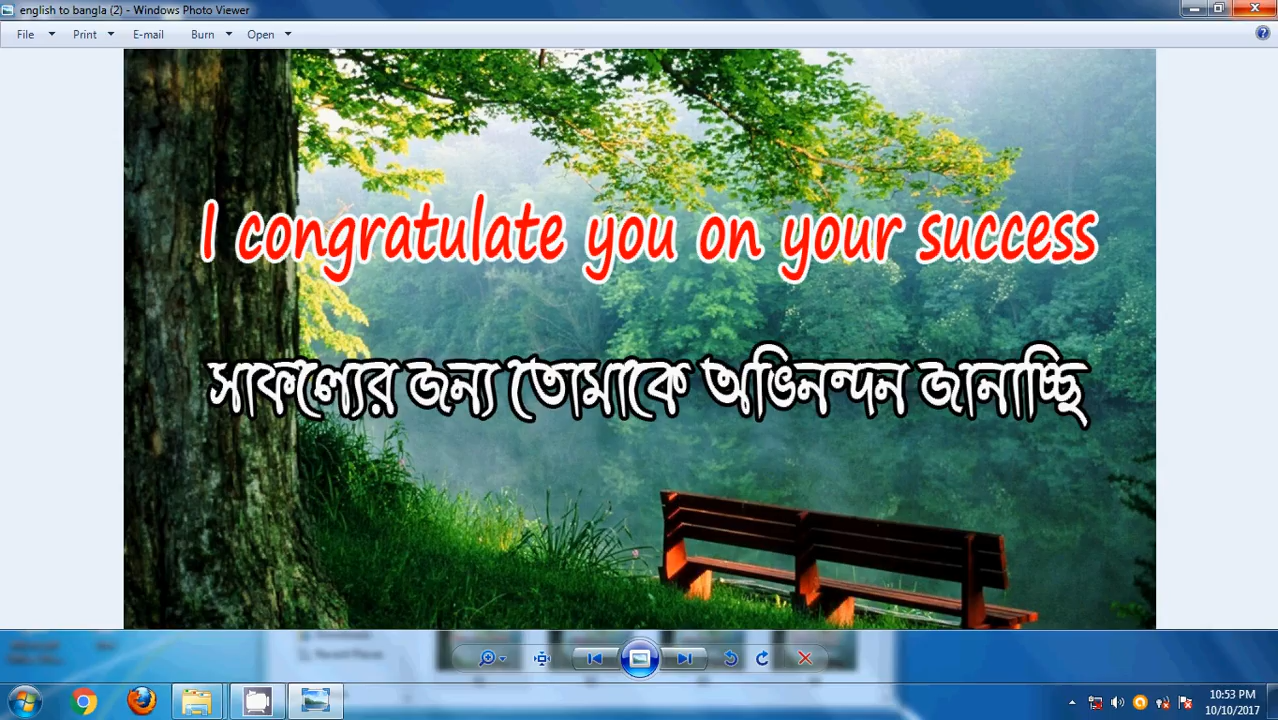 english to bangla (2) - Windows Photo Viewer
File Print E-mail Burn Open
I congratulate you on your success
সাফল্যের জন্য তোমাকে অভিনন্দন জানাচ্ছি
10:53 PM
10/10/2017